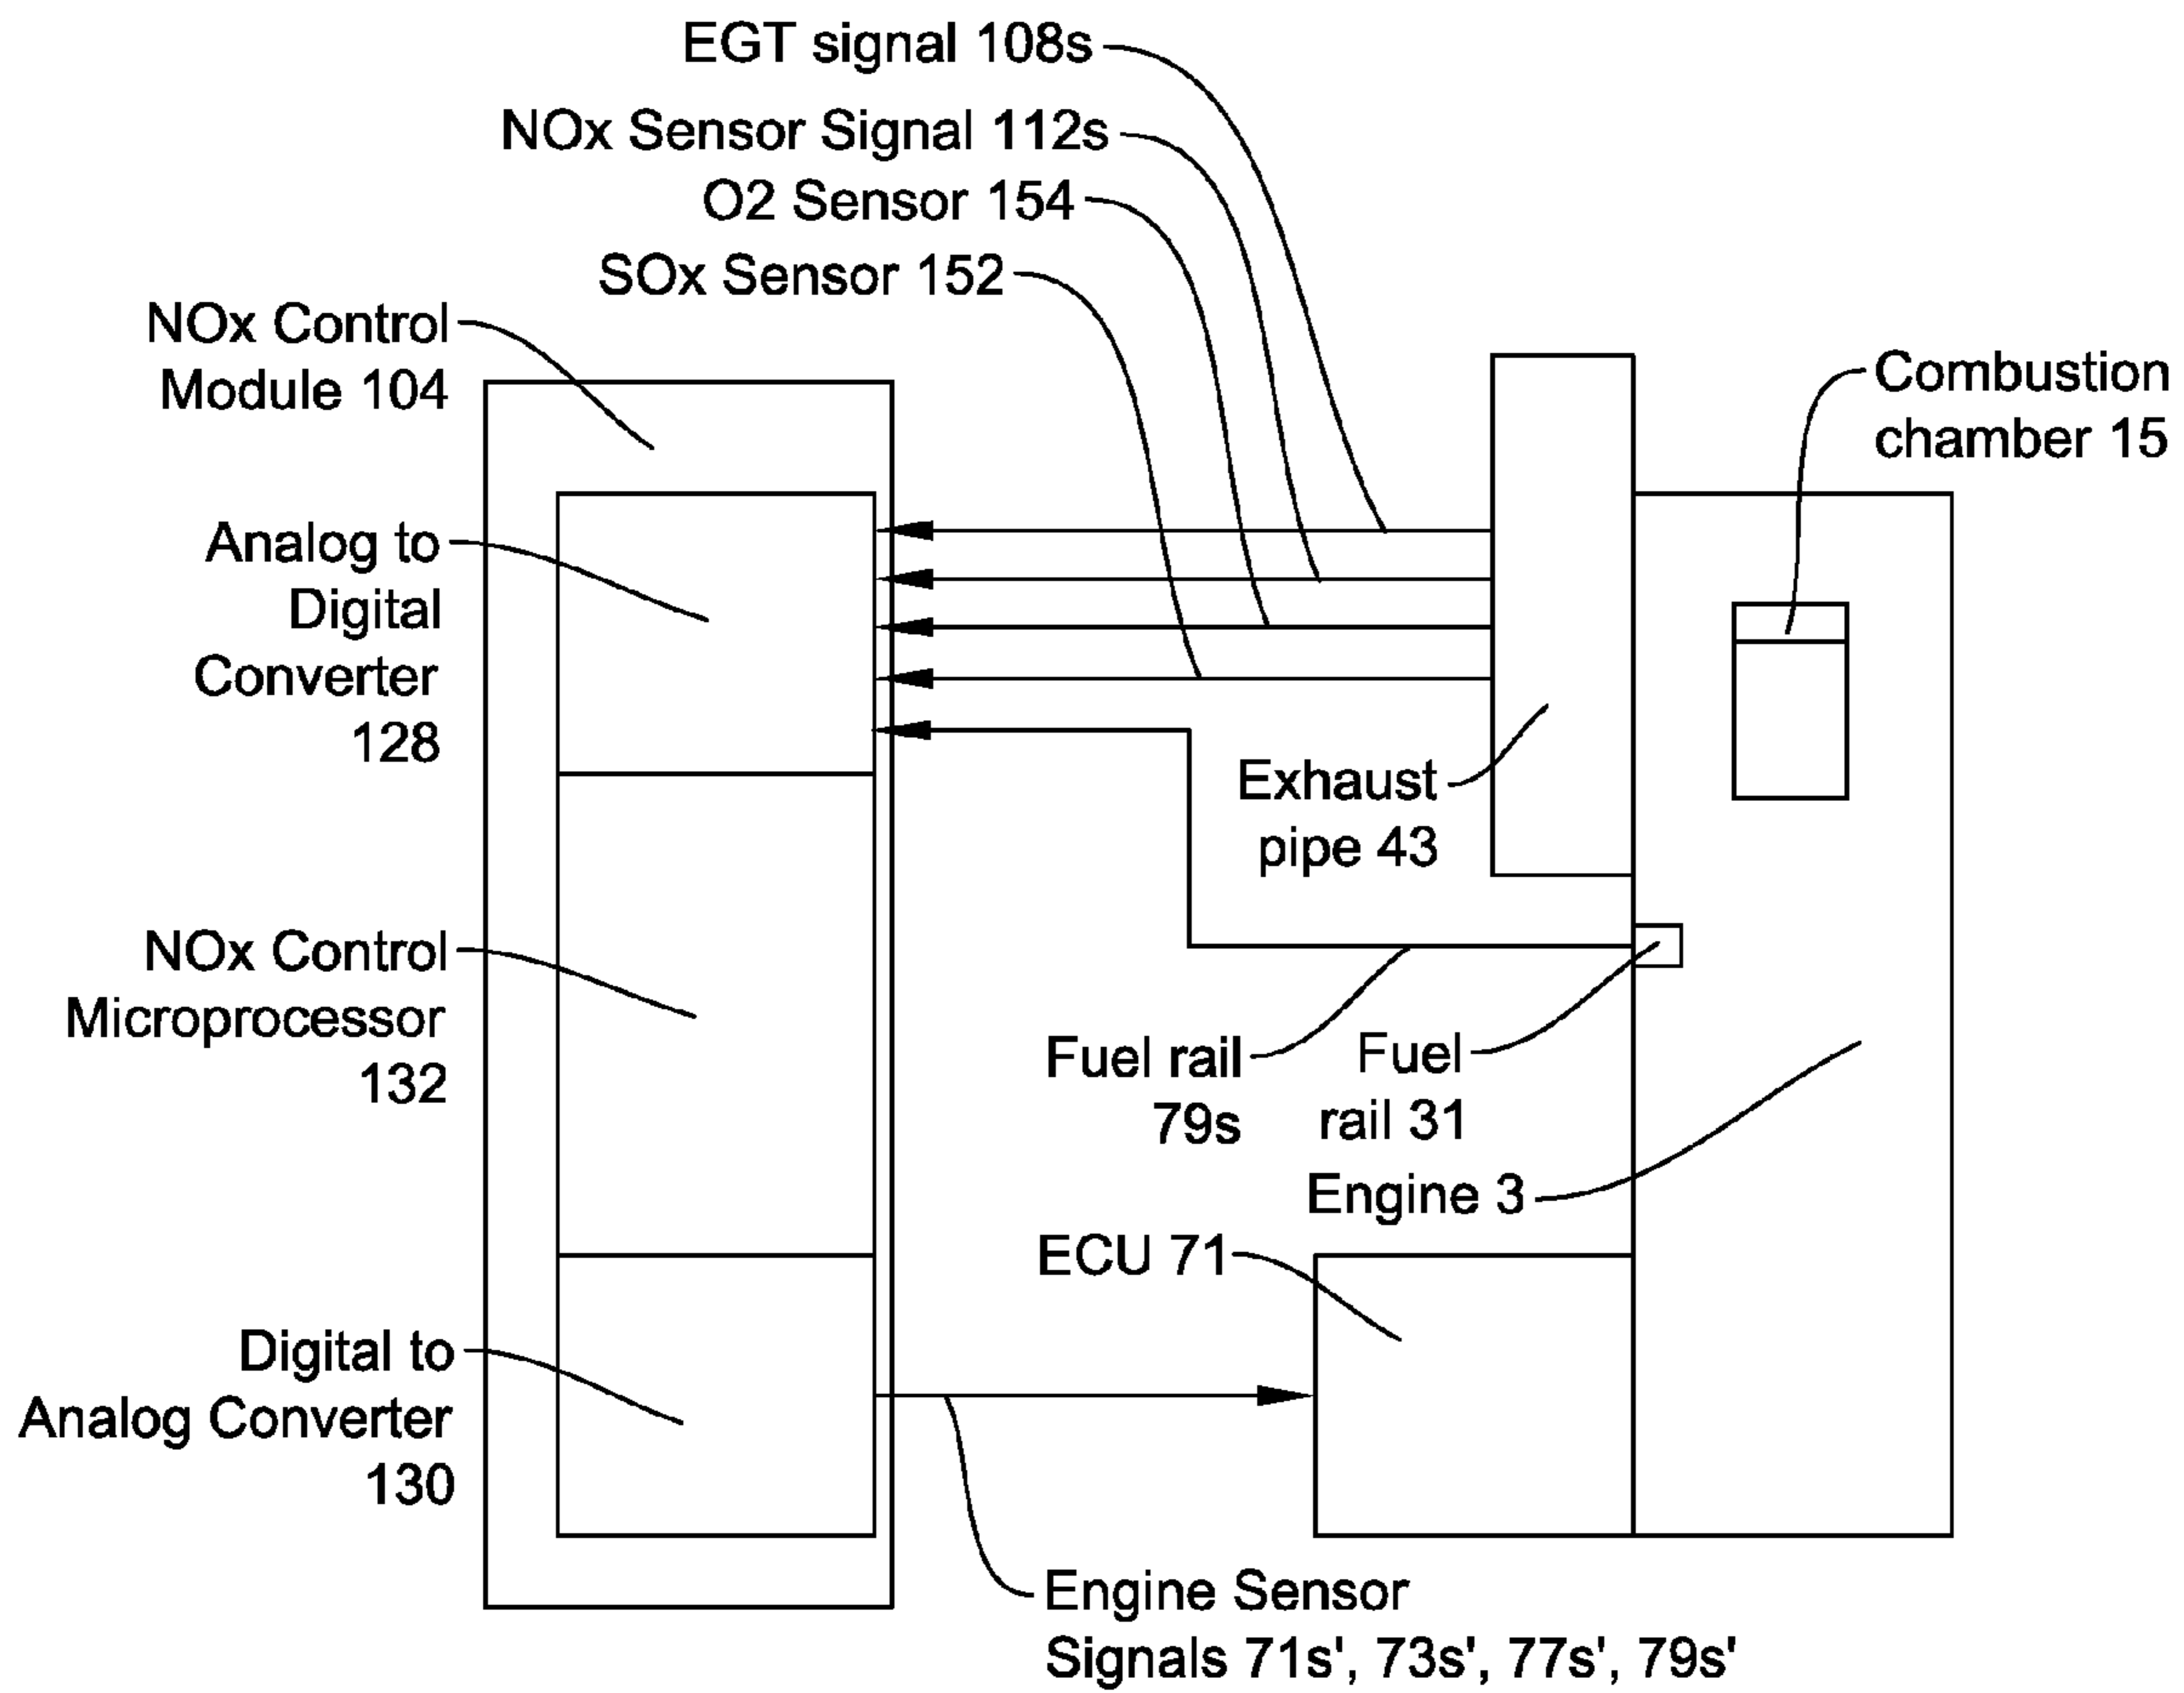 EGT signal 108s
NOx Sensor Signal 112s
O2 Sensor 154
SOx Sensor 152
NOx Control
Module 104
Combustion
chamber 15
Analog to
Digital
Converter
128
Exhaust
pipe 43
NOx Control
Microprocessor
132
Fuel rail
79s
Fuel
rail 31
Engine 3
ECU 71
Digital to
Analog Converter
130
Engine Sensor
Signals 71s', 73s', 77s', 79s'